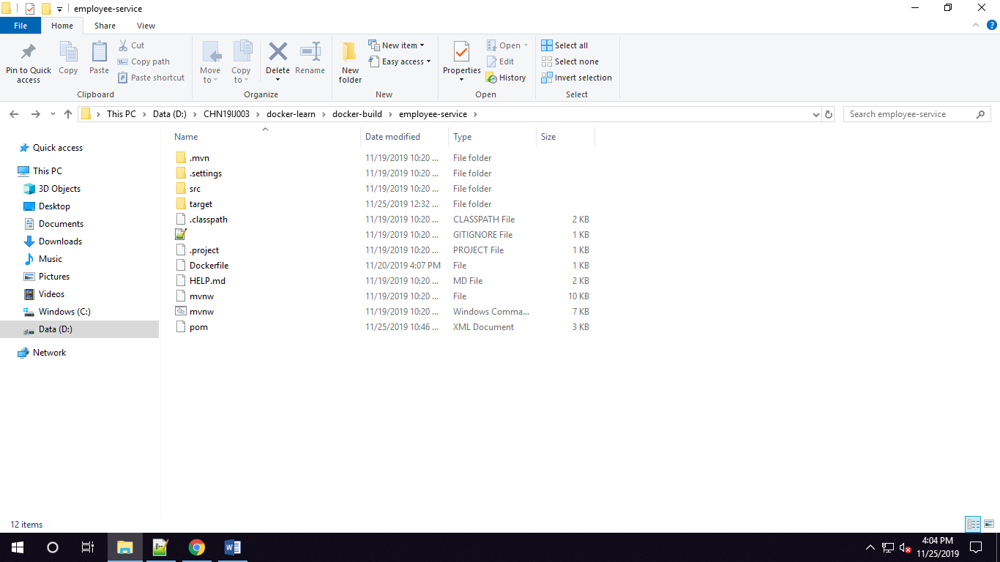 employee-service
File Home Share View
Pin to Quick access
Copy
Paste
Cut
Copy path
Paste shortcut
Clipboard
Move to
Copy to
Delete
Rename
Organize
New folder
New item
Easy access
New
Properties
Open
Edit
History
Open
Select all
Select none
Invert selection
Select
This PC Data (D:) CHN19IJ003 docker-learn docker-build employee-service
Search employee-service
Quick access
This PC
3D Objects
Desktop
Documents
Downloads
Music
Pictures
Videos
Windows (C:)
Data (D:)
Network
Name Date modified Type Size
.mvn 11/19/2019 10:20 ... File folder
.settings 11/19/2019 10:20 ... File folder
src 11/19/2019 10:20 ... File folder
target 11/25/2019 12:32 ... File folder
.classpath 11/19/2019 10:20 ... CLASSPATH File 2 KB
11/19/2019 10:20 ... GITIGNORE File 1 KB
.project 11/19/2019 10:20 ... PROJECT File 1 KB
Dockerfile 11/20/2019 4:07 PM File 1 KB
HELP.md 11/19/2019 10:20 ... MD File 2 KB
mvnw 11/19/2019 10:20 ... File 10 KB
mvnw 11/19/2019 10:20 ... Windows Comma... 7 KB
pom 11/25/2019 10:46 ... XML Document 3 KB
12 items
4:04 PM
11/25/2019